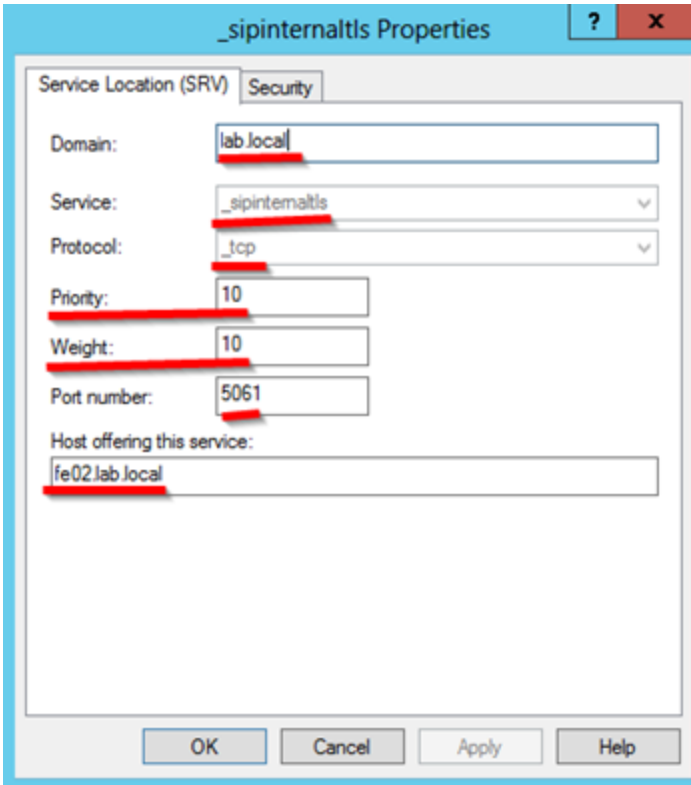 _sipinternaltls Properties
? x
Service Location (SRV) Security
Domain: lab.local
Service: _sipinternaltls
Protocol: _tcp
Priority: 10
Weight: 10
Port number: 5061
Host offering this service:
fe02.lab.local
OK Cancel Apply Help